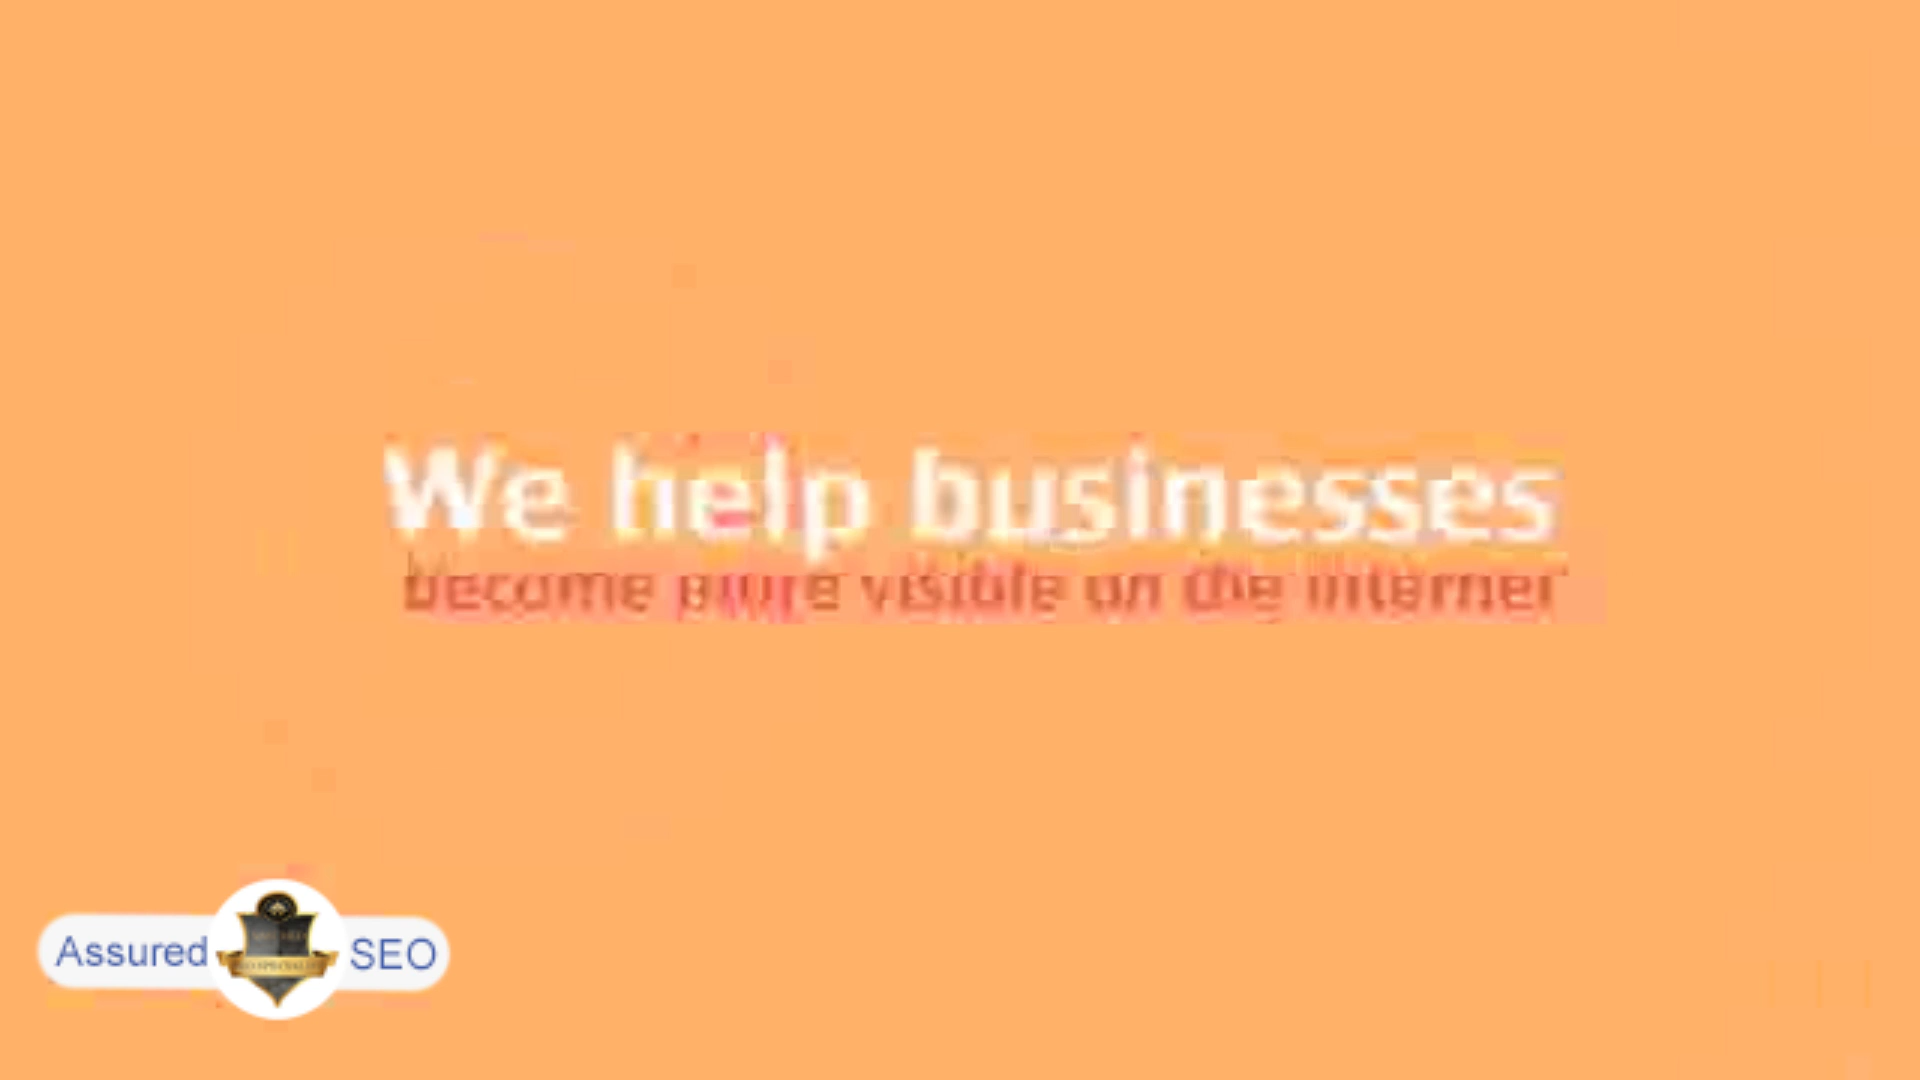 We help businesses
become more visible on the internet
Assured SEO